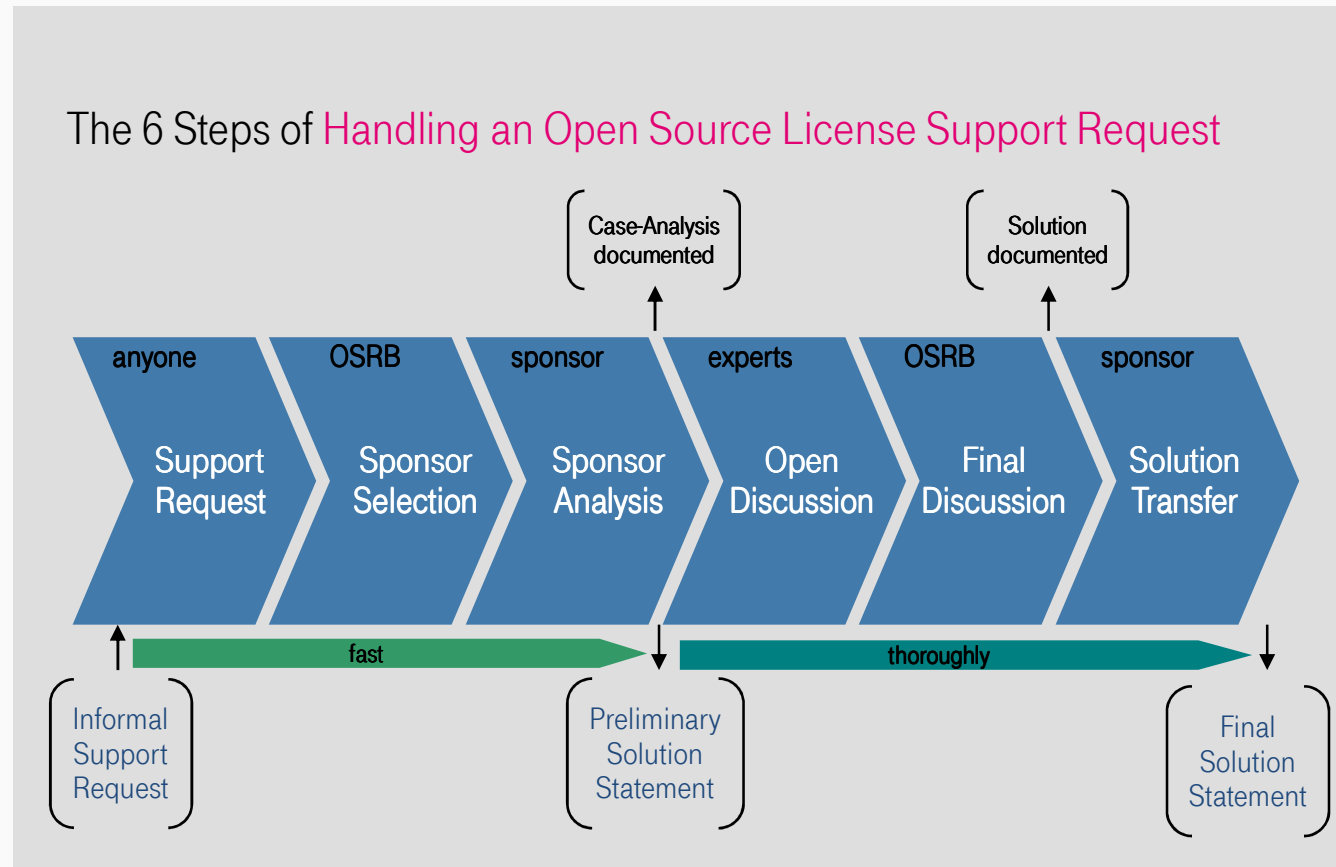 The 6 Steps of Handling an Open Source License Support Request
Case-Analysis
documented
Solution
documented
anyone
Support
Request
OSRB
Sponsor
Selection
sponsor
Sponsor
Analysis
experts
Open
Discussion
OSRB
Final
Discussion
sponsor
Solution
Transfer
fast
thoroughly
Informal
Support
Request
Preliminary
Solution
Statement
Final
Solution
Statement